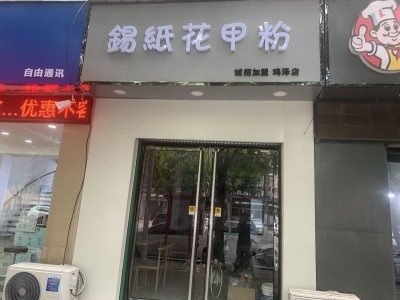 錫紙花甲粉
诚招加盟 鸡泽店
自由通讯
...优惠不容